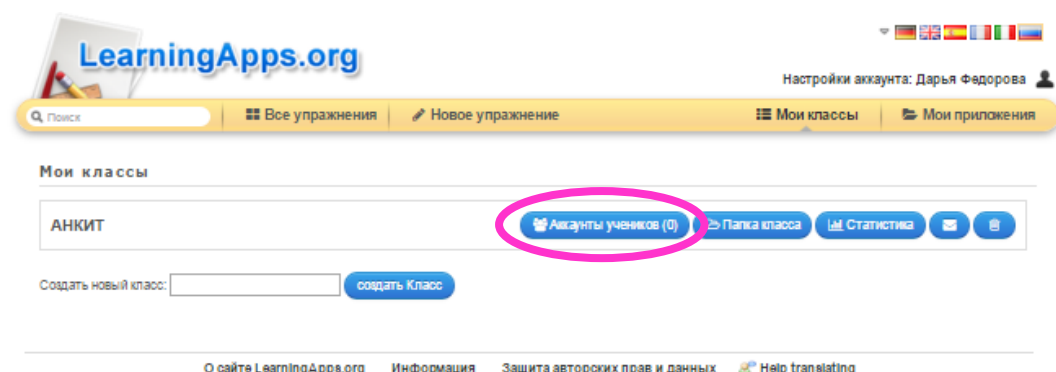 LearningApps.org
Настройки аккаунта: Дарья Федорова
Поиск
Все упражнения
Новое упражнение
Мои классы
Мои приложения
Мои классы
АНКИТ
Аккаунты учеников (0)
Папка класса
Статистика
Создать новый класс:
создать Класс
О сайте LearningApps.org Информация Защита авторских прав и данных Help translating